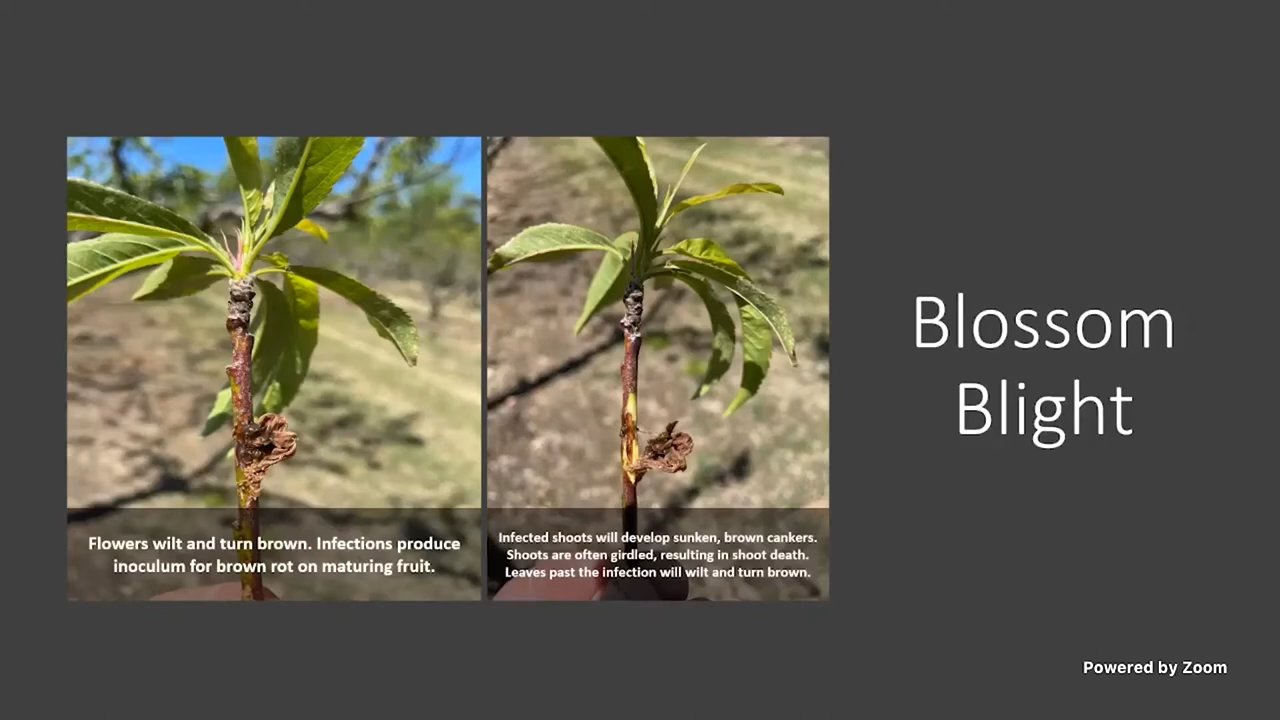 Flowers wilt and turn brown. Infections produce
inoculum for brown rot on maturing fruit.
Infected shoots will develop sunken, brown cankers.
Shoots are often girdled, resulting in shoot death.
Leaves past the infection will wilt and turn brown.
Blossom
Blight
Powered by Zoom